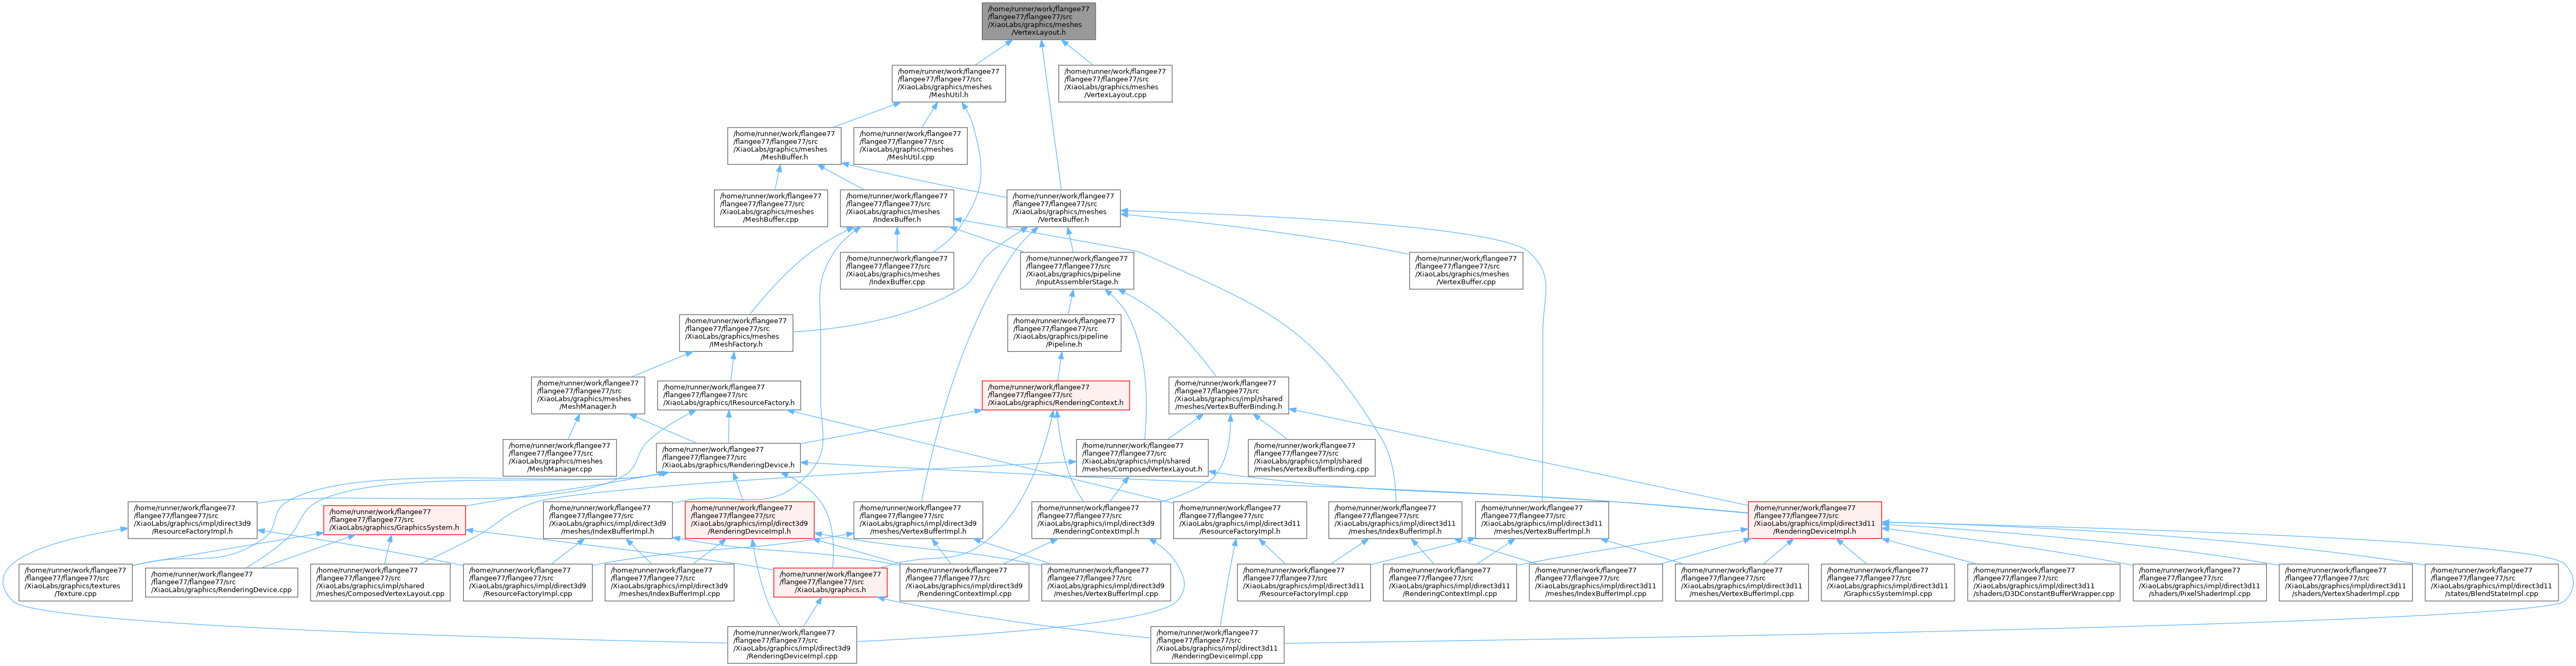 /home/runner/work/flangee77
/flangee77/flangee77/src
/XiaoLabs/graphics/meshes
/VertexLayout.h
/home/runner/work/flangee77
/flangee77/flangee77/src
/XiaoLabs/graphics/meshes
/MeshUtil.h
/home/runner/work/flangee77
/flangee77/flangee77/src
/XiaoLabs/graphics/meshes
/VertexLayout.cpp
/home/runner/work/flangee77
/flangee77/flangee77/src
/XiaoLabs/graphics/meshes
/MeshBuffer.h
/home/runner/work/flangee77
/flangee77/flangee77/src
/XiaoLabs/graphics/meshes
/MeshUtil.cpp
/home/runner/work/flangee77
/flangee77/flangee77/src
/XiaoLabs/graphics/meshes
/MeshBuffer.cpp
/home/runner/work/flangee77
/flangee77/flangee77/src
/XiaoLabs/graphics/meshes
/IndexBuffer.h
/home/runner/work/flangee77
/flangee77/flangee77/src
/XiaoLabs/graphics/meshes
/VertexBuffer.h
/home/runner/work/flangee77
/flangee77/flangee77/src
/XiaoLabs/graphics/meshes
/IndexBuffer.cpp
/home/runner/work/flangee77
/flangee77/flangee77/src
/XiaoLabs/graphics/pipeline
/InputAssemblerStage.h
/home/runner/work/flangee77
/flangee77/flangee77/src
/XiaoLabs/graphics/meshes
/VertexBuffer.cpp
/home/runner/work/flangee77
/flangee77/flangee77/src
/XiaoLabs/graphics/meshes
/IMeshFactory.h
/home/runner/work/flangee77
/flangee77/flangee77/src
/XiaoLabs/graphics/pipeline
/Pipeline.h
/home/runner/work/flangee77
/flangee77/flangee77/src
/XiaoLabs/graphics/meshes
/MeshManager.h
/home/runner/work/flangee77
/flangee77/flangee77/src
/XiaoLabs/graphics/IResourceFactory.h
/home/runner/work/flangee77
/flangee77/flangee77/src
/XiaoLabs/graphics/RenderingContext.h
/home/runner/work/flangee77
/flangee77/flangee77/src
/XiaoLabs/graphics/impl/shared
/meshes/VertexBufferBinding.h
/home/runner/work/flangee77
/flangee77/flangee77/src
/XiaoLabs/graphics/meshes
/MeshManager.cpp
/home/runner/work/flangee77
/flangee77/flangee77/src
/XiaoLabs/graphics/RenderingDevice.h
/home/runner/work/flangee77
/flangee77/flangee77/src
/XiaoLabs/graphics/impl/shared
/meshes/ComposedVertexLayout.h
/home/runner/work/flangee77
/flangee77/flangee77/src
/XiaoLabs/graphics/impl/shared
/meshes/VertexBufferBinding.cpp
/home/runner/work/flangee77
/flangee77/flangee77/src
/XiaoLabs/graphics/impl/direct3d9
/ResourceFactoryImpl.h
/home/runner/work/flangee77
/flangee77/flangee77/src
/XiaoLabs/graphics/GraphicsSystem.h
/home/runner/work/flangee77
/flangee77/flangee77/src
/XiaoLabs/graphics/impl/direct3d9
/meshes/IndexBufferImpl.h
/home/runner/work/flangee77
/flangee77/flangee77/src
/XiaoLabs/graphics/impl/direct3d9
/RenderingDeviceImpl.h
/home/runner/work/flangee77
/flangee77/flangee77/src
/XiaoLabs/graphics/impl/direct3d9
/meshes/VertexBufferImpl.h
/home/runner/work/flangee77
/flangee77/flangee77/src
/XiaoLabs/graphics/impl/direct3d9
/RenderingContextImpl.h
/home/runner/work/flangee77
/flangee77/flangee77/src
/XiaoLabs/graphics/impl/direct3d11
/ResourceFactoryImpl.h
/home/runner/work/flangee77
/flangee77/flangee77/src
/XiaoLabs/graphics/impl/direct3d11
/meshes/IndexBufferImpl.h
/home/runner/work/flangee77
/flangee77/flangee77/src
/XiaoLabs/graphics/impl/direct3d11
/meshes/VertexBufferImpl.h
/home/runner/work/flangee77
/flangee77/flangee77/src
/XiaoLabs/graphics/impl/direct3d11
/RenderingDeviceImpl.h
/home/runner/work/flangee77
/flangee77/flangee77/src
/XiaoLabs/graphics/textures
/Texture.cpp
/home/runner/work/flangee77
/flangee77/flangee77/src
/XiaoLabs/graphics/RenderingDevice.cpp
/home/runner/work/flangee77
/flangee77/flangee77/src
/XiaoLabs/graphics/impl/shared
/meshes/ComposedVertexLayout.cpp
/home/runner/work/flangee77
/flangee77/flangee77/src
/XiaoLabs/graphics/impl/direct3d9
/ResourceFactoryImpl.cpp
/home/runner/work/flangee77
/flangee77/flangee77/src
/XiaoLabs/graphics/impl/direct3d9
/meshes/IndexBufferImpl.cpp
/home/runner/work/flangee77
/flangee77/flangee77/src
/XiaoLabs/graphics.h
/home/runner/work/flangee77
/flangee77/flangee77/src
/XiaoLabs/graphics/impl/direct3d9
/RenderingContextImpl.cpp
/home/runner/work/flangee77
/flangee77/flangee77/src
/XiaoLabs/graphics/impl/direct3d9
/meshes/VertexBufferImpl.cpp
/home/runner/work/flangee77
/flangee77/flangee77/src
/XiaoLabs/graphics/impl/direct3d11
/ResourceFactoryImpl.cpp
/home/runner/work/flangee77
/flangee77/flangee77/src
/XiaoLabs/graphics/impl/direct3d11
/RenderingContextImpl.cpp
/home/runner/work/flangee77
/flangee77/flangee77/src
/XiaoLabs/graphics/impl/direct3d11
/meshes/IndexBufferImpl.cpp
/home/runner/work/flangee77
/flangee77/flangee77/src
/XiaoLabs/graphics/impl/direct3d11
/meshes/VertexBufferImpl.cpp
/home/runner/work/flangee77
/flangee77/flangee77/src
/XiaoLabs/graphics/impl/direct3d11
/GraphicsSystemImpl.cpp
/home/runner/work/flangee77
/flangee77/flangee77/src
/XiaoLabs/graphics/impl/direct3d11
/shaders/D3DConstantBufferWrapper.cpp
/home/runner/work/flangee77
/flangee77/flangee77/src
/XiaoLabs/graphics/impl/direct3d11
/shaders/PixelShaderImpl.cpp
/home/runner/work/flangee77
/flangee77/flangee77/src
/XiaoLabs/graphics/impl/direct3d11
/shaders/VertexShaderImpl.cpp
/home/runner/work/flangee77
/flangee77/flangee77/src
/XiaoLabs/graphics/impl/direct3d11
/states/BlendStateImpl.cpp
/home/runner/work/flangee77
/flangee77/flangee77/src
/XiaoLabs/graphics/impl/direct3d9
/RenderingDeviceImpl.cpp
/home/runner/work/flangee77
/flangee77/flangee77/src
/XiaoLabs/graphics/impl/direct3d11
/RenderingDeviceImpl.cpp